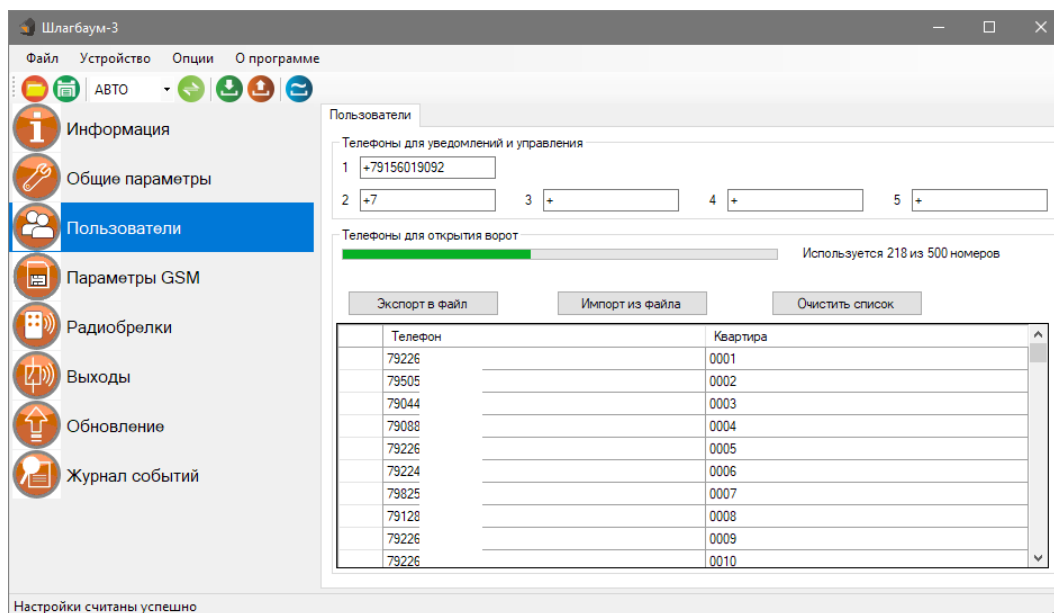 Шлагбаум-3
Файл Устройство Опции О программе
АВТО
Информация
Общие параметры
Пользователи
Параметры GSM
Радиобрелки
Выходы
Обновление
Журнал событий
Пользователи
Телефоны для уведомлений и управления
1 +79156019092
2 +7 3 + 4 + 5 +
Телефоны для открытия ворот
Используется 218 из 500 номеров
Экспорт в файл Импорт из файла Очистить список
Телефон Квартира
79226 0001
79505 0002
79044 0003
79088 0004
79226 0005
79224 0006
79825 0007
79128 0008
79226 0009
79226 0010
Настройки считаны успешно